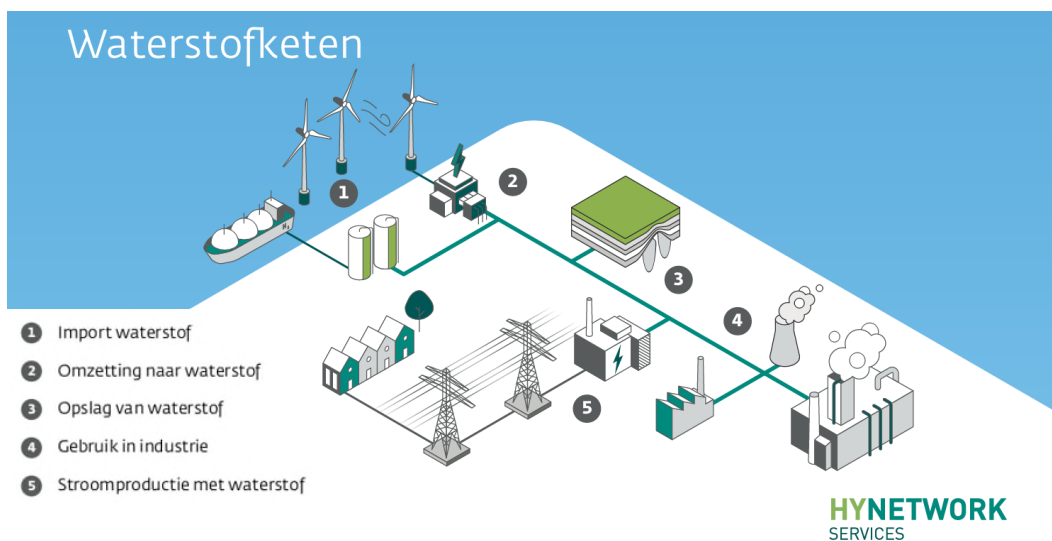 Waterstofketen
1
2
3
4
5
H₂
1 Import waterstof
2 Omzetting naar waterstof
3 Opslag van waterstof
4 Gebruik in industrie
5 Stroomproductie met waterstof
HYNETWORK
SERVICES